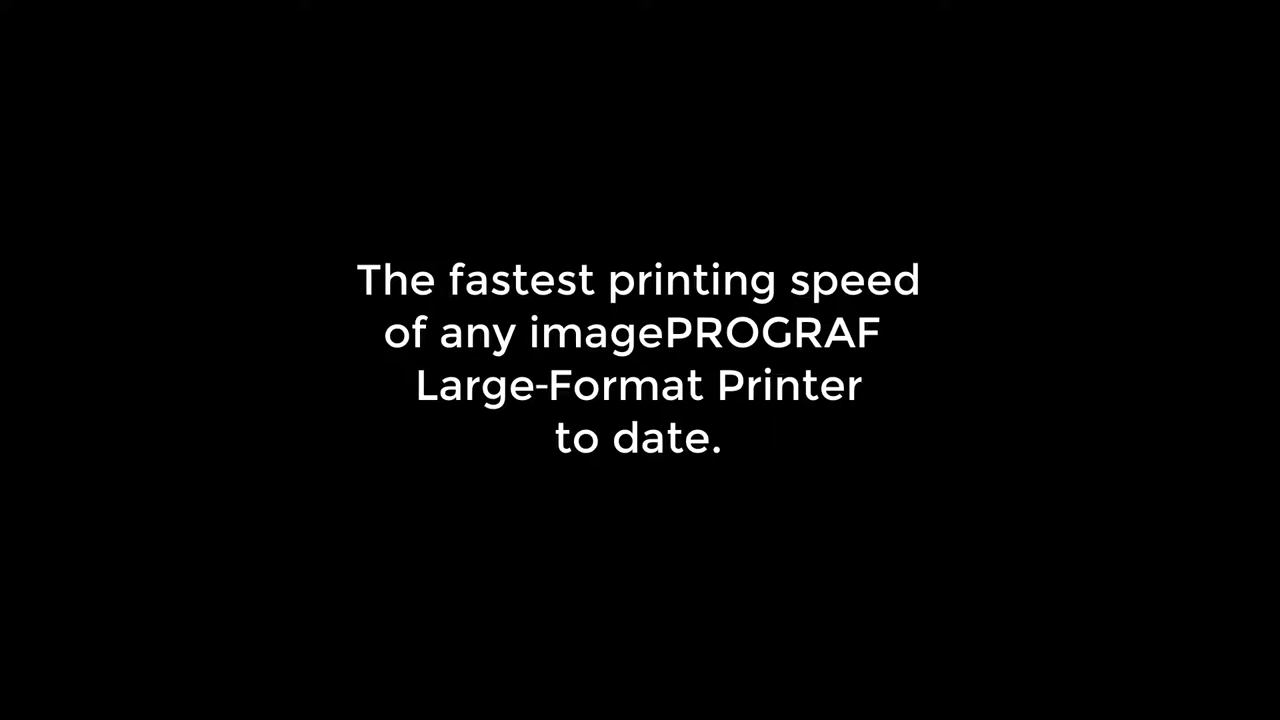 The fastest printing speed
of any imagePROGRAF
Large-Format Printer
to date.